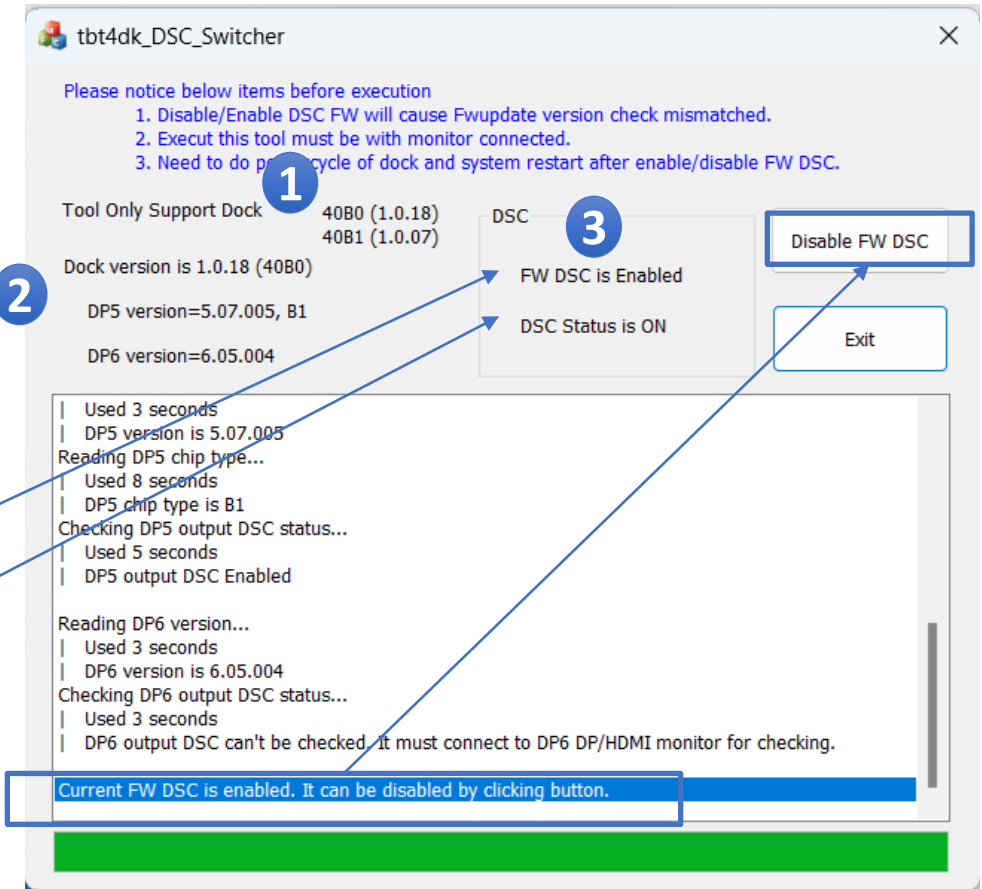 tbt4dk_DSC_Switcher
Please notice below items before execution
1. Disable/Enable DSC FW will cause Fwupdate version check mismatched.
2. Execut this tool must be with monitor connected.
3. Need to do cycle of dock and system restart after enable/disable FW DSC.
1
Tool Only Support Dock
40B0 (1.0.18)
40B1 (1.0.07)
2
Dock version is 1.0.18 (40B0)
DP5 version=5.07.005, B1
DP6 version=6.05.004
DSC
3
FW DSC is Enabled
DSC Status is ON
Disable FW DSC
Exit
| Used 3 seconds
| DP5 version is 5.07.005
Reading DP5 chip type...
| Used 8 seconds
| DP5 chip type is B1
Checking DP5 output DSC status...
| Used 5 seconds
| DP5 output DSC Enabled
Reading DP6 version...
| Used 3 seconds
| DP6 version is 6.05.004
Checking DP6 output DSC status...
| Used 3 seconds
| DP6 output DSC can't be checked. It must connect to DP6 DP/HDMI monitor for checking.
Current FW DSC is enabled. It can be disabled by clicking button.